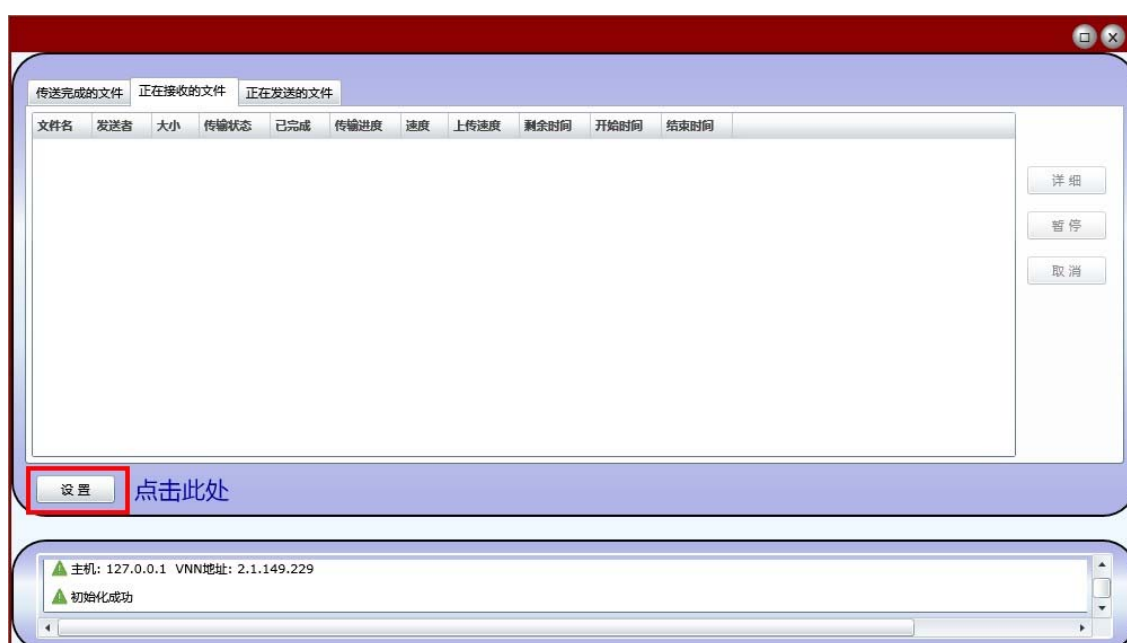 传送完成的文件 正在接收的文件 正在发送的文件
文件名 发送者 大小 传输状态 已完成 传输进度 速度 上传速度 剩余时间 开始时间 结束时间
详 细
暂 停
取 消
设 置 点击此处
主机: 127.0.0.1 VNN地址: 2.1.149.229
初始化成功